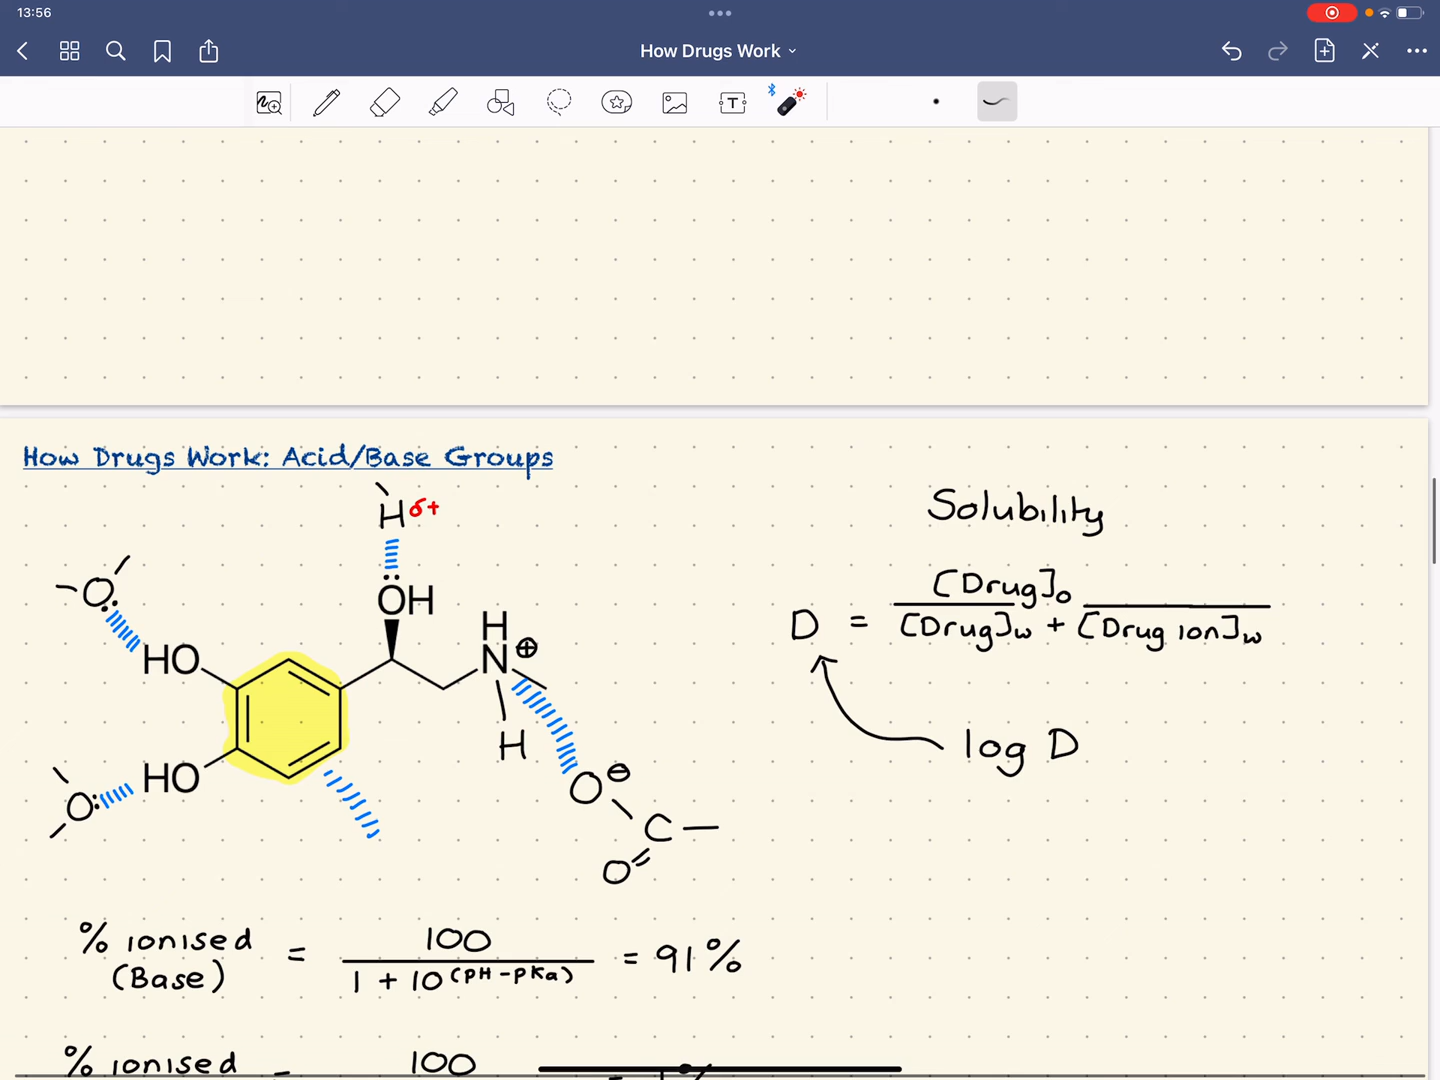 13:56
How Drugs Work
T
How Drugs Work: Acid/Base Groups
H δ+
O
OH
HO
H
N ⊕
H
HO
O
O ⊖
C
O
Solubility
D = [Drug]o / [Drug]w + [Drug ion]w
log D
% ionised (Base) = 100 / 1 + 10^(pH - pKa) = 91%
% ionised
100